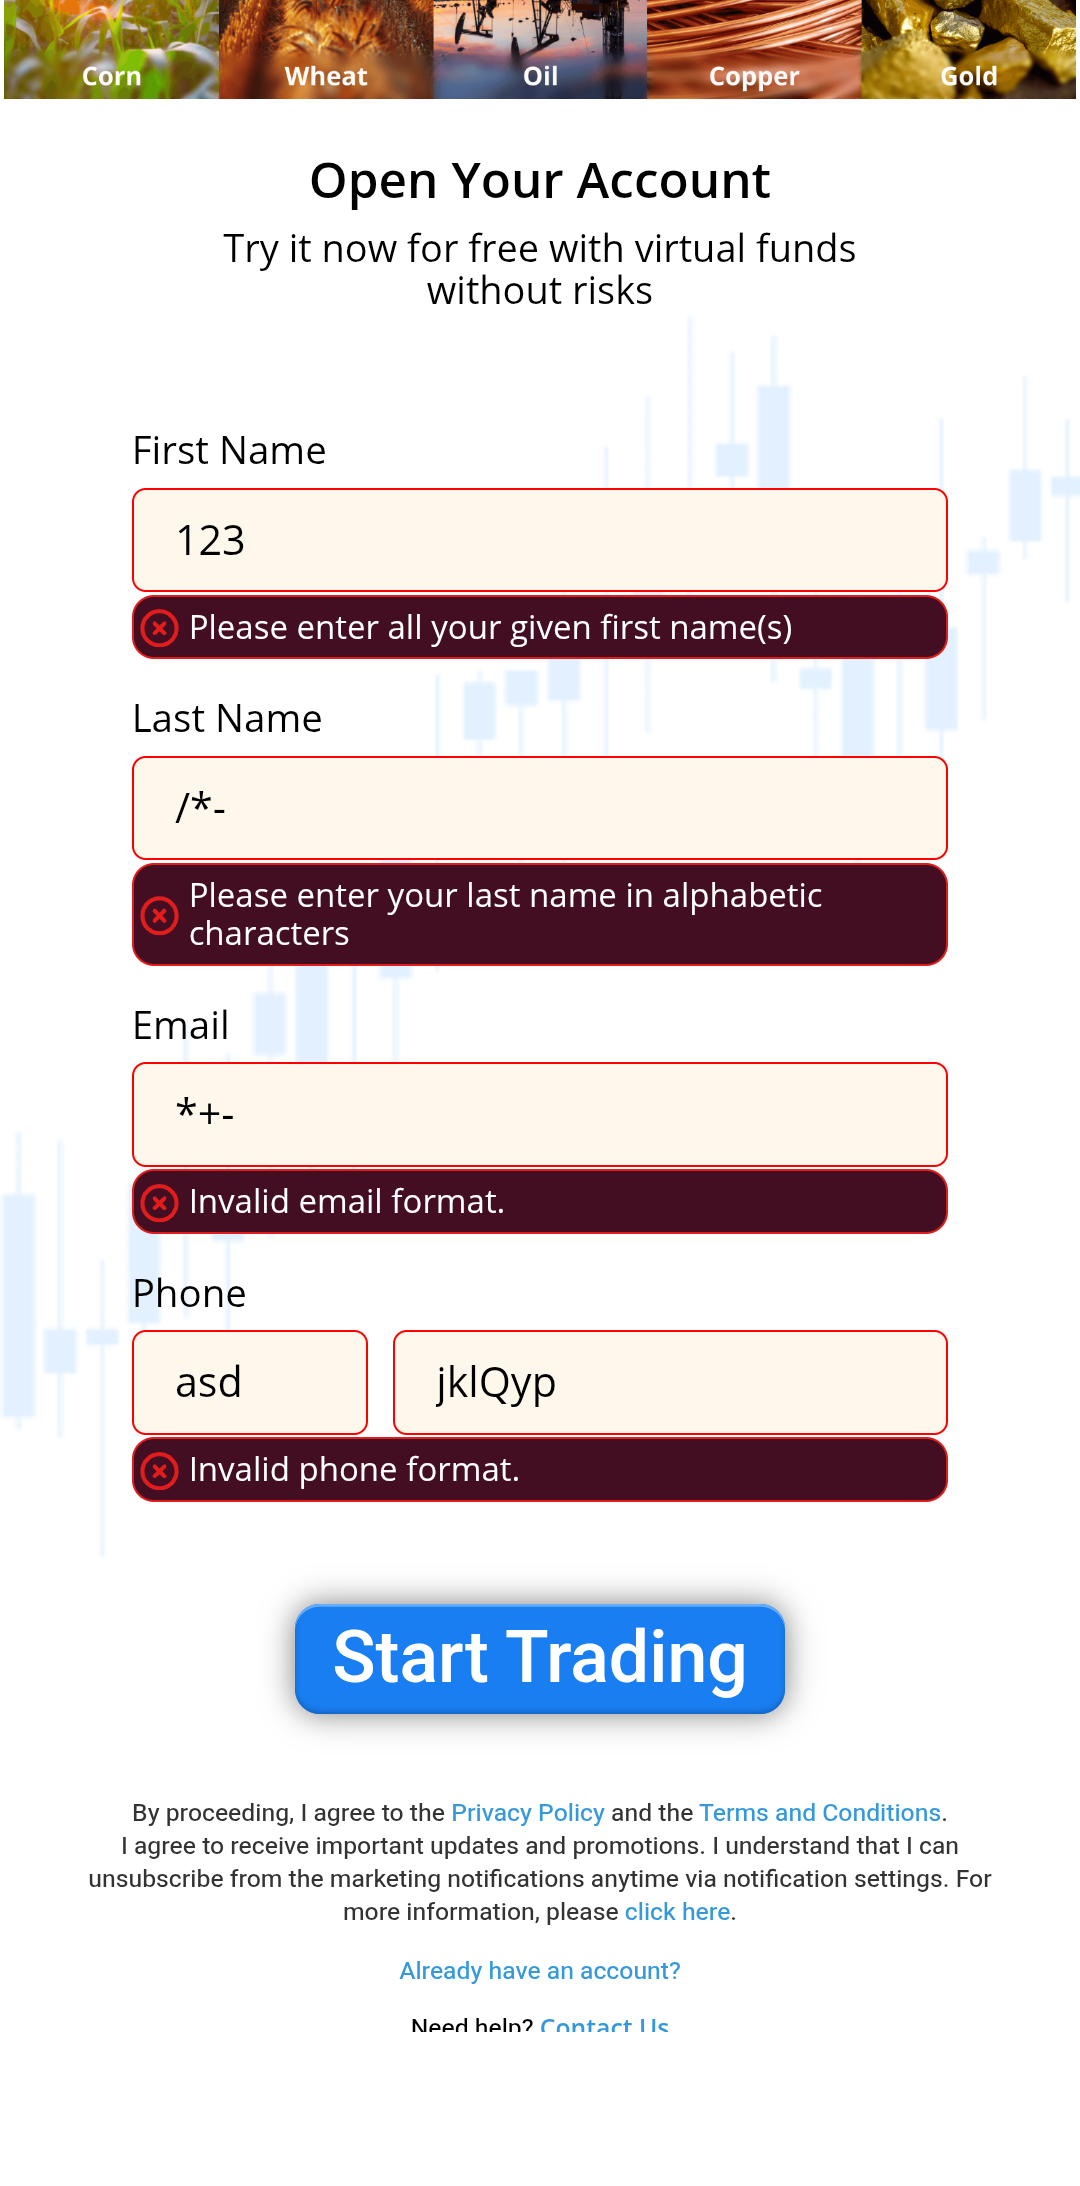 Corn Wheat Oil Copper Gold
Open Your Account
Try it now for free with virtual funds
without risks
First Name
123
Please enter all your given first name(s)
Last Name
/*-
Please enter your last name in alphabetic
characters
Email
*+-
Invalid email format.
Phone
asd jklQyp
Invalid phone format.
Start Trading
By proceeding, I agree to the Privacy Policy and the Terms and Conditions.
I agree to receive important updates and promotions. I understand that I can
unsubscribe from the marketing notifications anytime via notification settings. For
more information, please click here.
Already have an account?
Need help? Contact Us